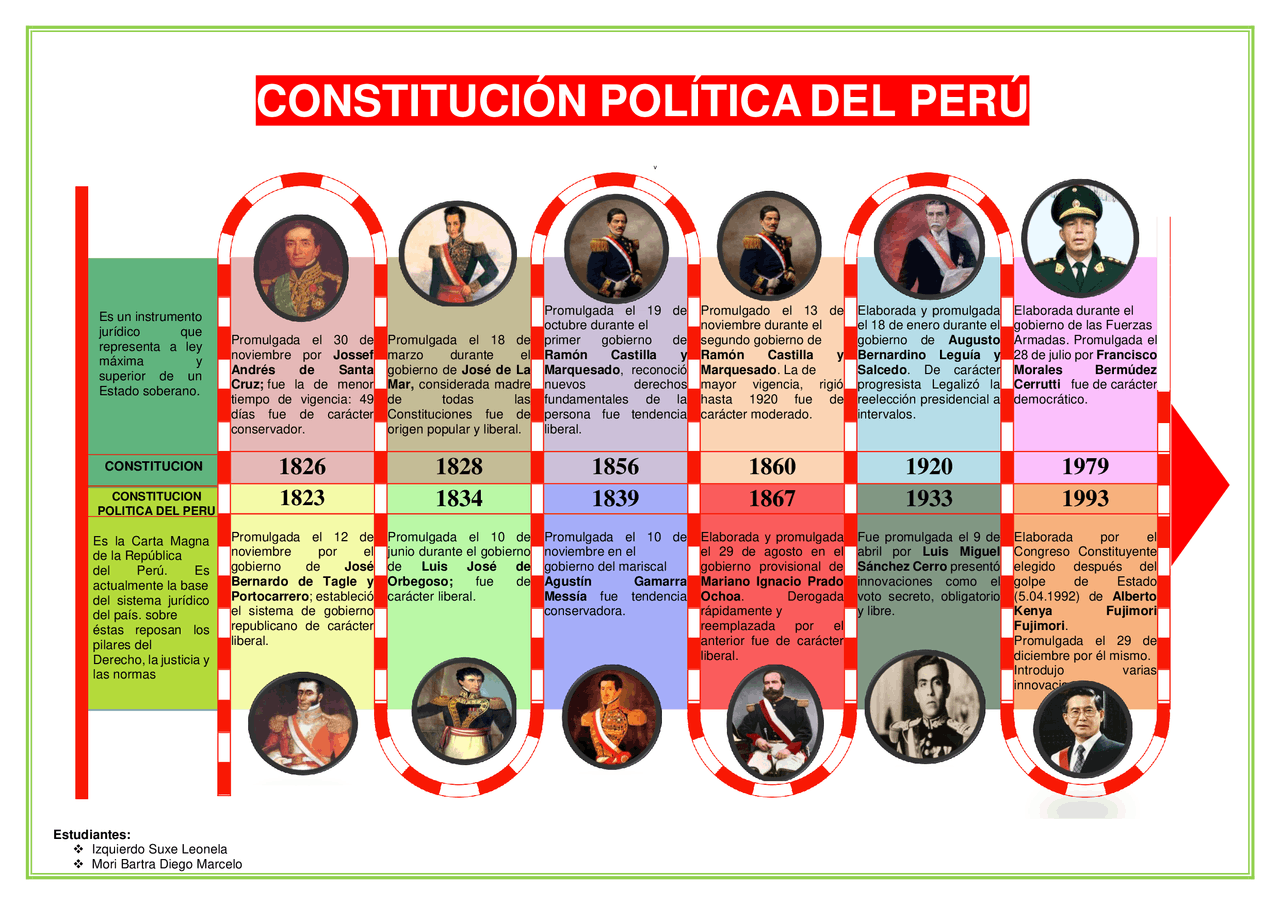 CONSTITUCIÓN POLÍTICA DEL PERÚ
v
Es un instrumento
jurídico que
representa a ley
máxima y
superior de un
Estado soberano.
Promulgada el 30 de
noviembre por Jossef
Andrés de Santa
Cruz; fue la de menor
tiempo de vigencia: 49
días fue de carácter
conservador.
Promulgada el 18 de
marzo durante el
gobierno de José de La
Mar, considerada madre
de todas las
Constituciones fue de
origen popular y liberal.
Promulgada el 19 de
octubre durante el
primer gobierno de
Ramón Castilla y
Marquesado, reconoció
nuevos derechos
fundamentales de la
persona fue tendencia
liberal.
Promulgado el 13 de
noviembre durante el
segundo gobierno de
Ramón Castilla y
Marquesado. La de
mayor vigencia, rigió
hasta 1920 fue de
carácter moderado.
Elaborada y promulgada
el 18 de enero durante el
gobierno de Augusto
Bernardino Leguía y
Salcedo. De carácter
progresista Legalizó la
reelección presidencial a
intervalos.
Elaborada durante el
gobierno de las Fuerzas
Armadas. Promulgada el
28 de julio por Francisco
Morales Bermúdez
Cerrutti fue de carácter
democrático.
CONSTITUCION
1826
1828
1856
1860
1920
1979
CONSTITUCION
POLITICA DEL PERU
1823
1834
1839
1867
1933
1993
Es la Carta Magna
de la República
del Perú. Es
actualmente la base
del sistema jurídico
del país. sobre
éstas reposan los
pilares del
Derecho, la justicia y
las normas
Promulgada el 12 de
noviembre por el
gobierno de José
Bernardo de Tagle y
Portocarrero; estableció
el sistema de gobierno
republicano de carácter
liberal.
Promulgada el 10 de
junio durante el gobierno
de Luis José de
Orbegoso; fue de
carácter liberal.
Promulgada el 10 de
noviembre en el
gobierno del mariscal
Agustín Gamarra
Messía fue tendencia
conservadora.
Elaborada y promulgada
el 29 de agosto en el
gobierno provisional de
Mariano Ignacio Prado
Ochoa. Derogada
rápidamente y
reemplazada por el
anterior fue de carácter
liberal.
Fue promulgada el 9 de
abril por Luis Miguel
Sánchez Cerro presentó
innovaciones como el
voto secreto, obligatorio
y libre.
Elaborada por el
Congreso Constituyente
elegido después del
golpe de Estado
(5.04.1992) de Alberto
Kenya Fujimori
Fujimori.
Promulgada el 29 de
diciembre por él mismo.
Introdujo varias
Estudiantes:
❖ Izquierdo Suxe Leonela
❖ Mori Bartra Diego Marcelo